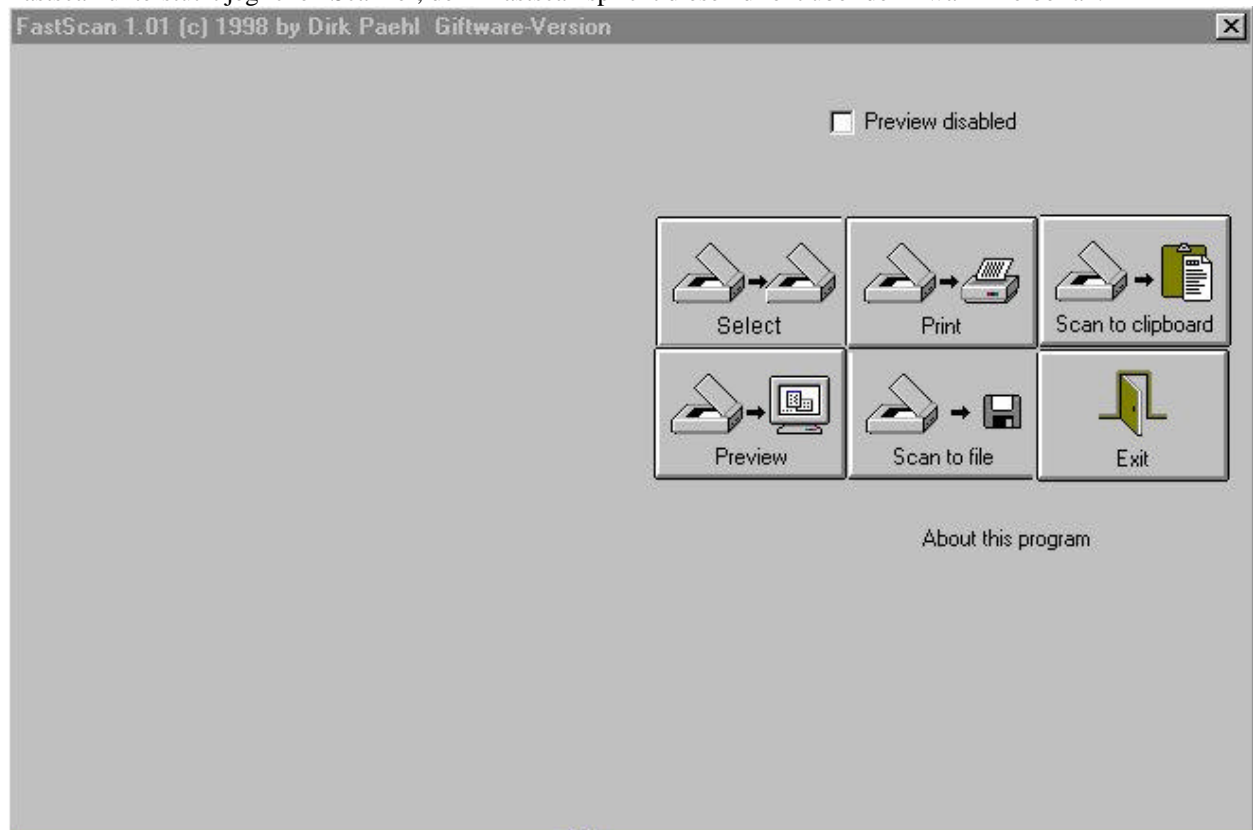 FastScan 1.01 (c) 1998 by Dirk Paehl Giftware-Version
Preview disabled
Select
Print
Scan to clipboard
Preview
Scan to file
Exit
About this program